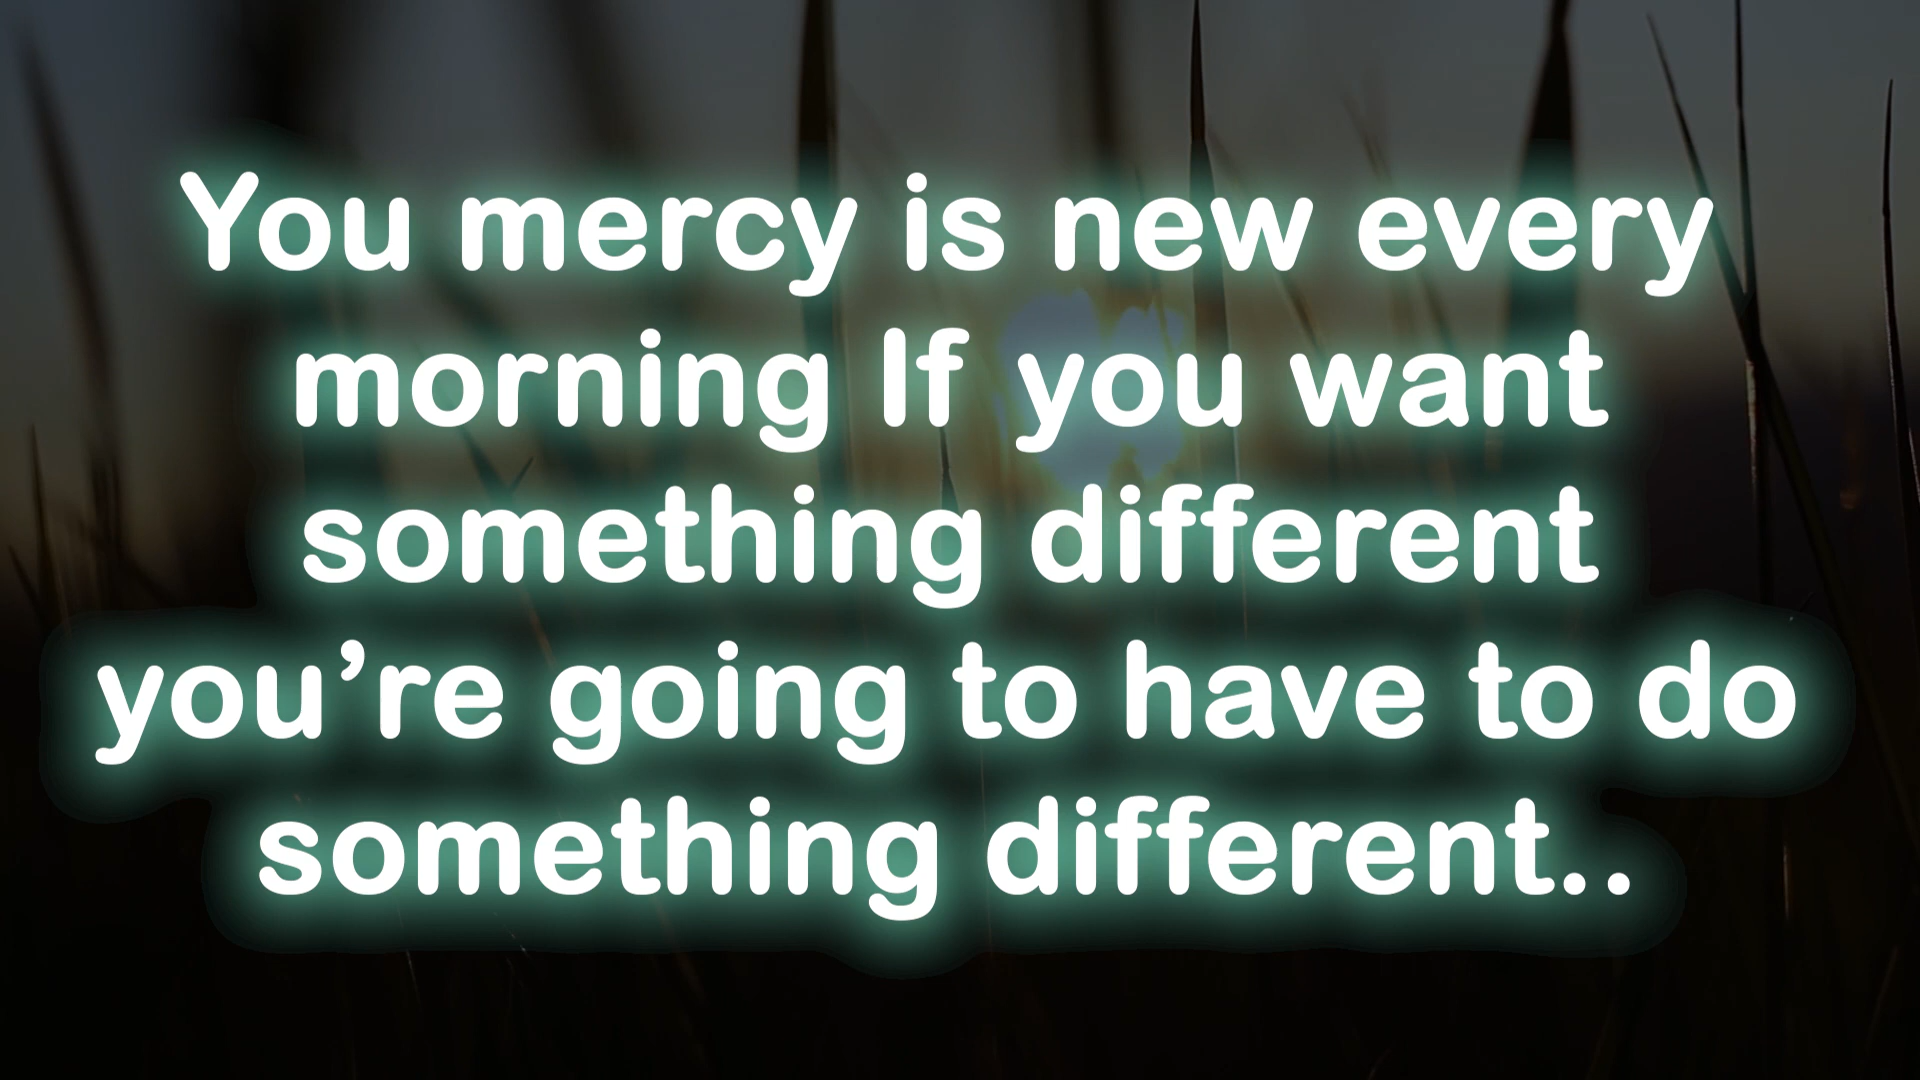 You mercy is new every
morning If you want
something different
you’re going to have to do
something different..